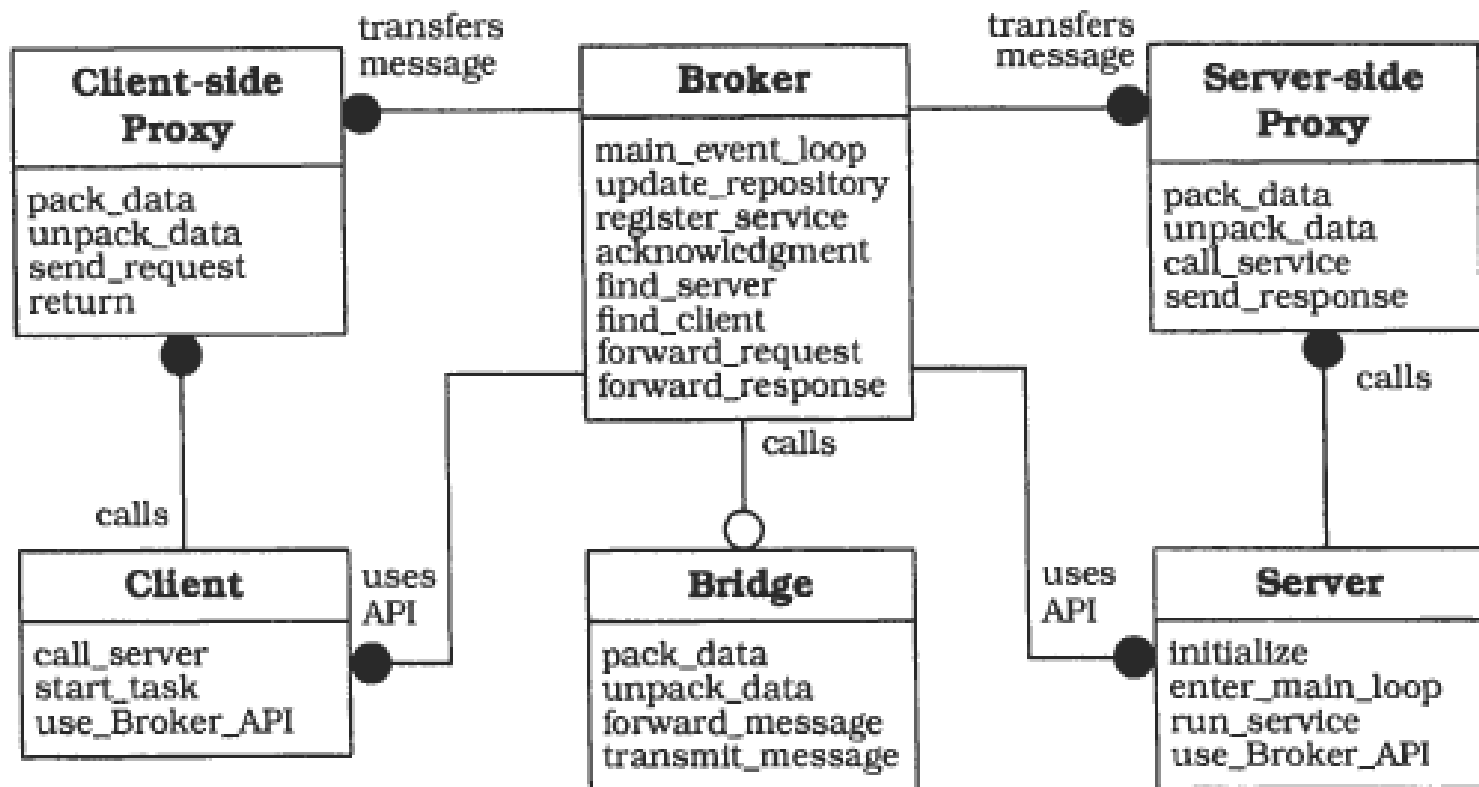 transfers
message
transfers
message
Client-side
Proxy
pack_data
unpack_data
send_request
return
Broker
main_event_loop
update_repository
register_service
acknowledgment
find_server
find_client
forward_request
forward_response
Server-side
Proxy
pack_data
unpack_data
call_service
send_response
calls
calls
calls
uses
API
uses
API
Client
call_server
start_task
use_Broker_API
Bridge
pack_data
unpack_data
forward_message
transmit_message
Server
initialize
enter_main_loop
run_service
use_Broker_API